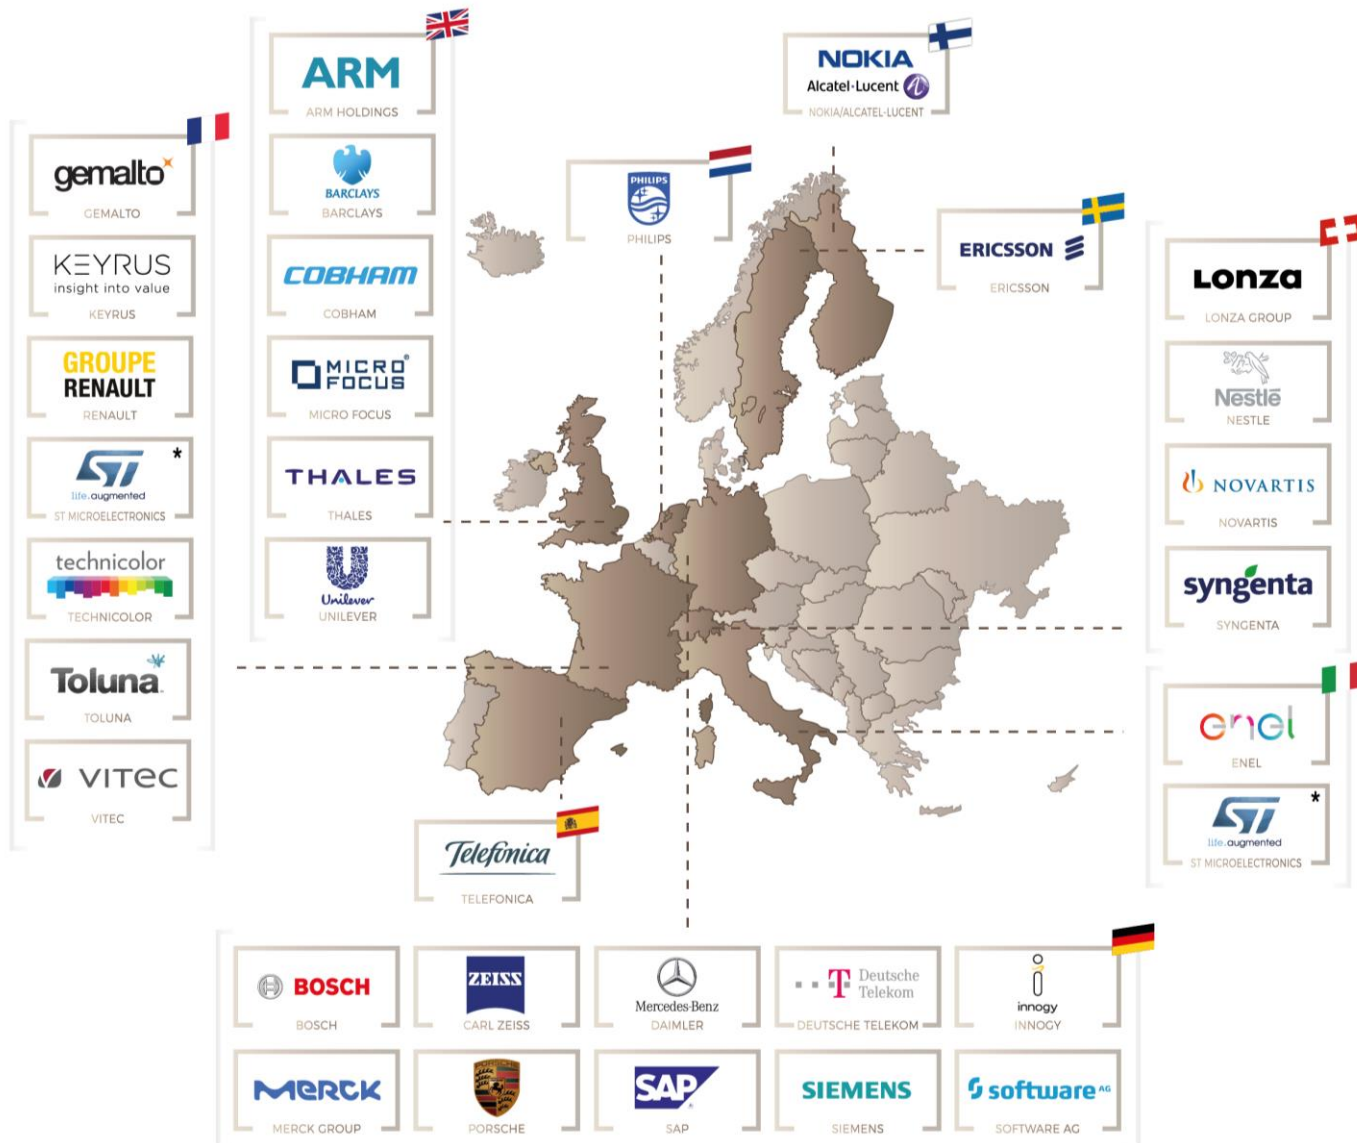 gemalto
GEMALTO
KEYRUS
insight into value
KEYRUS
GROUPE
RENAULT
RENAULT
ST *
life.augmented
ST MICROELECTRONICS
technicolor
TECHNICOLOR
Toluna
TOLUNA
VITEC
VITEC
ARM
ARM HOLDINGS
BARCLAYS
BARCLAYS
COBHAM
COBHAM
MICRO®
FOCUS
MICRO FOCUS
THALES
THALES
Unilever
UNILEVER
PHILIPS
PHILIPS
NOKIA
Alcatel·Lucent
NOKIA/ALCATEL-LUCENT
ERICSSON
ERICSSON
Lonza
LONZA GROUP
Nestlé
NESTLE
NOVARTIS
NOVARTIS
syngenta
SYNGENTA
enel
ENEL
ST *
life.augmented
ST MICROELECTRONICS
Telefónica
TELEFONICA
BOSCH
BOSCH
ZEISS
CARL ZEISS
Mercedes-Benz
DAIMLER
T Deutsche
Telekom
DEUTSCHE TELEKOM
innogy
INNOGY
MERCK
MERCK GROUP
PORSCHE
PORSCHE
SAP
SAP
SIEMENS
SIEMENS
software AG
SOFTWARE AG